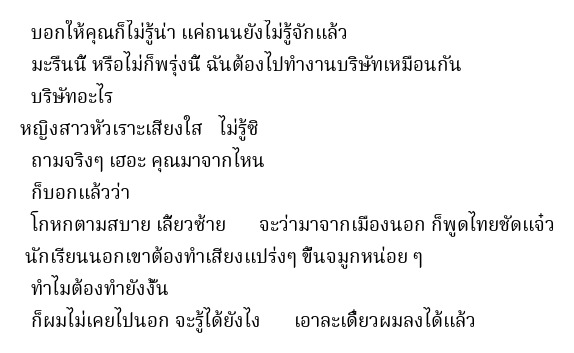 บอกให้คุณก็ไม่รู้น่า แค่ถนนยังไม่รู้จักแล้ว
มะรืนนี้ หรือไม่ก็พรุ่งนี้ ฉันต้องไปทำงานบริษัทเหมือนกัน
บริษัทอะไร
หญิงสาวหัวเราะเสียงใส ไม่รู้ซิ
ถามจริงๆ เฮอะ คุณมาจากไหน
ก็บอกแล้วว่า
โกหกตามสบาย เลี้ยวซ้าย จะว่ามาจากเมืองนอก ก็พูดไทยชัดแจ๋ว
นักเรียนนอกเขาต้องทำเสียงแปร่งๆ ขึ้นจมูกหน่อย ๆ
ทำไมต้องทำยังงั้น
ก็ผมไม่เคยไปนอก จะรู้ได้ยังไง เอาละเดี๋ยวผมลงได้แล้ว